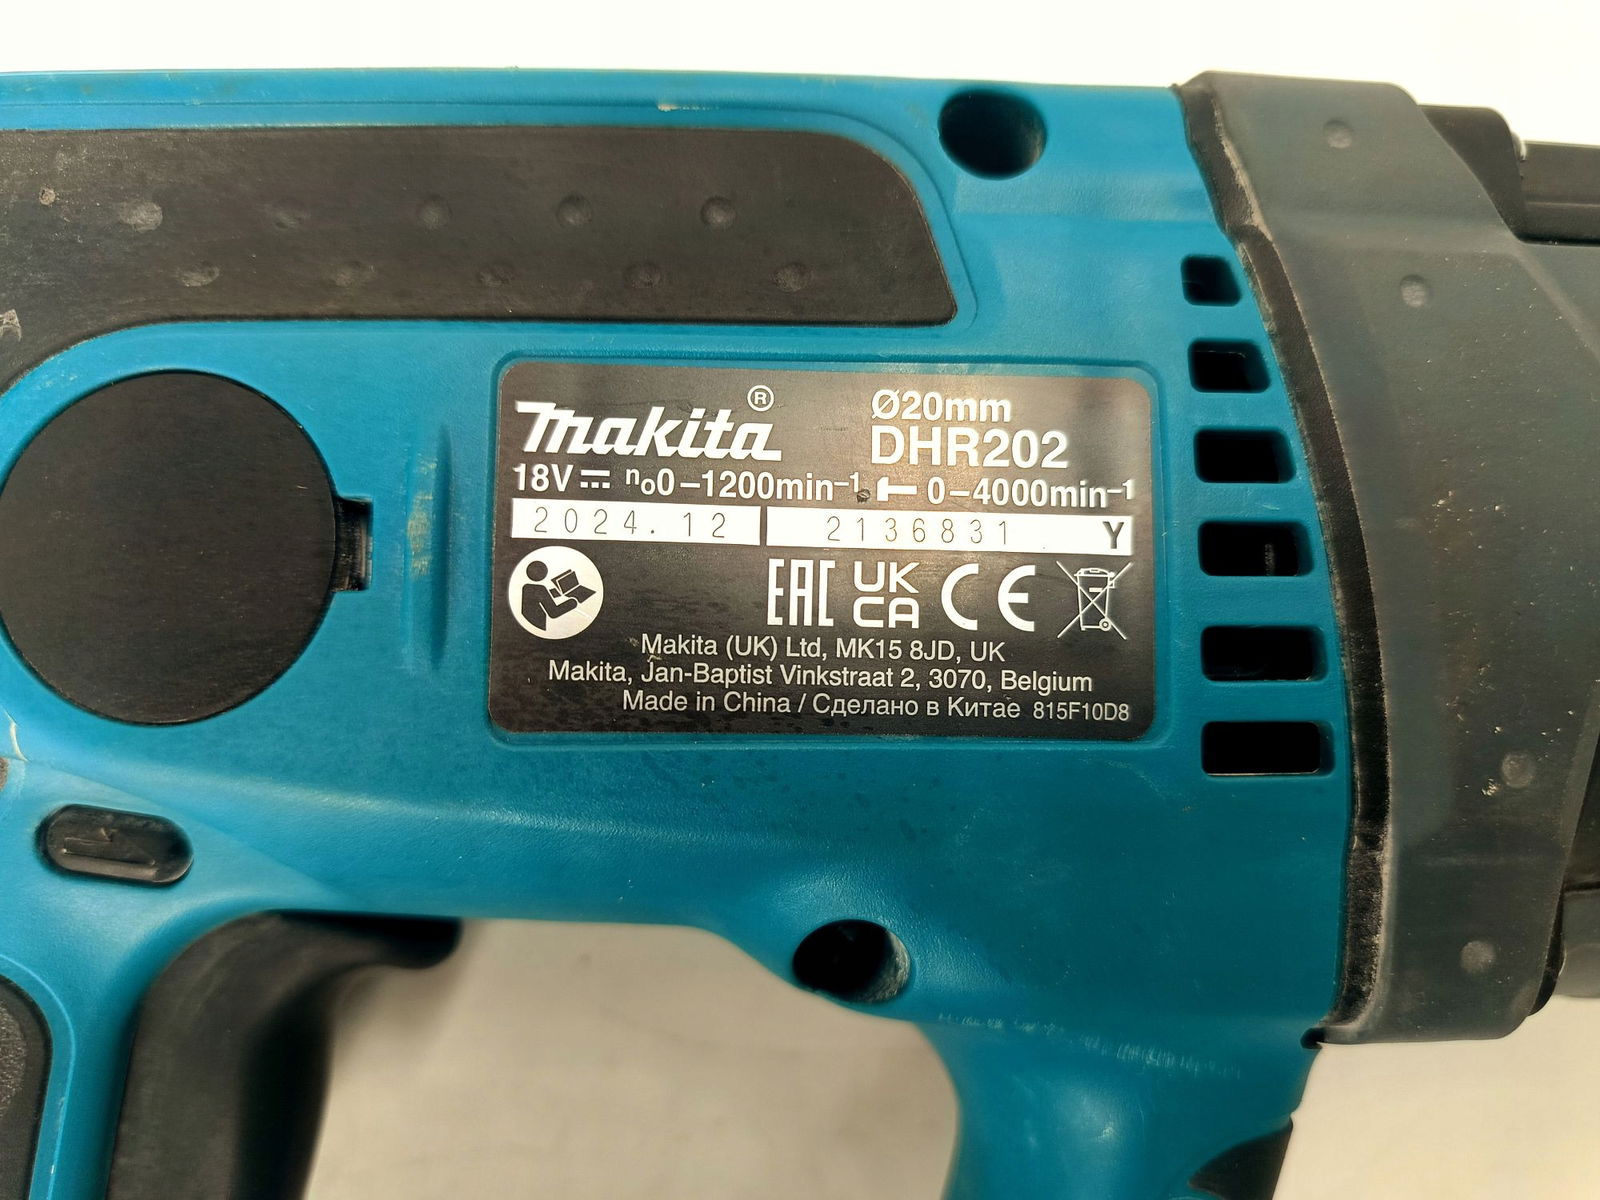 makita®
Ø20mm
DHR202
18V⎓ n₀0–1200min⁻¹ 0–4000min⁻¹
2024.12 2136831 Y
EAC UK CA CE
Makita (UK) Ltd, MK15 8JD, UK
Makita, Jan-Baptist Vinkstraat 2, 3070, Belgium
Made in China / Сделано в Китае 815F10D8